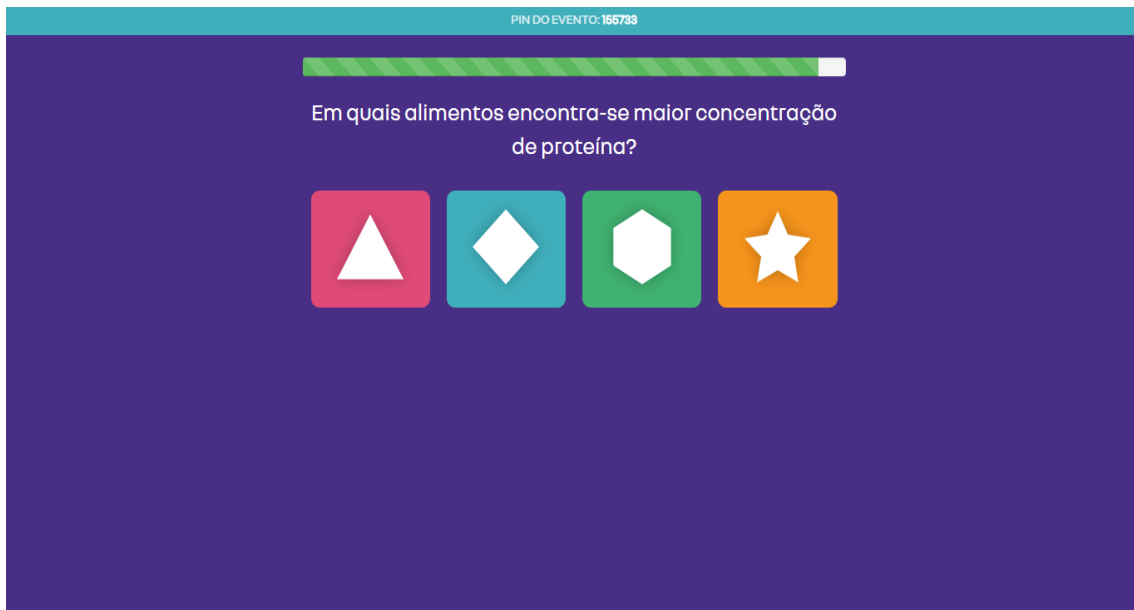 PIN DO EVENTO: 155733
Em quais alimentos encontra-se maior concentração
de proteína?